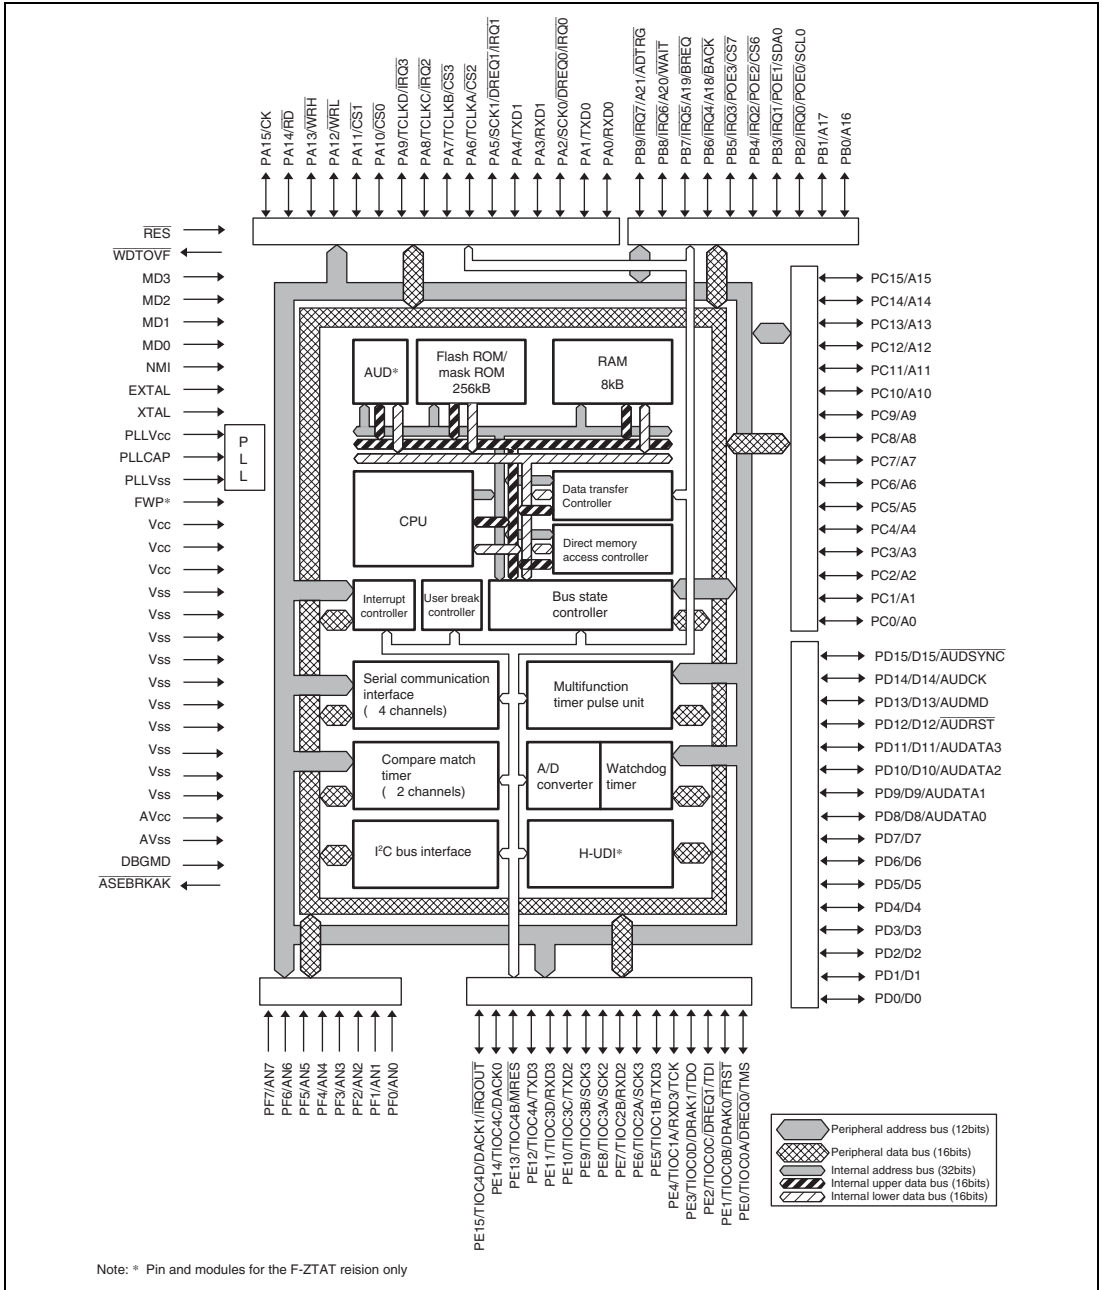 PA15/CK
PA14/RD
PA13/WRH
PA12/WRL
PA11/CS1
PA10/CS0
PA9/TCLKD/IRQ3
PA8/TCLKC/IRQ2
PA7/TCLKB/CS3
PA6/TCLKA/CS2
PA5/SCK1/DREQ1/IRQ1
PA4/TXD1
PA3/RXD1
PA2/SCK0/DREQ0/IRQ0
PA1/TXD0
PA0/RXD0
PB9/IRQ7/A21/ADTRG
PB8/IRQ6/A20/WAIT
PB7/IRQ5/A19/BREQ
PB6/IRQ4/A18/BACK
PB5/IRQ3/POE3/CS7
PB4/IRQ2/POE2/CS6
PB3/IRQ1/POE1/SDA0
PB2/IRQ0/POE0/SCL0
PB1/A17
PB0/A16
RES
WDTOVF
MD3
MD2
MD1
MD0
NMI
EXTAL
XTAL
PLLVcc
PLLCAP
PLLVss
FWP*
Vcc
Vcc
Vcc
Vss
Vss
Vss
Vss
Vss
Vss
Vss
Vss
Vss
Vss
AVcc
AVss
DBGMD
ASEBRKAK
P
L
L
AUD*
Flash ROM/
mask ROM
256kB
RAM
8kB
CPU
Data transfer
Controller
Direct memory
access controller
Interrupt
controller
User break
controller
Bus state
controller
Serial communication
interface
( 4 channels)
Multifunction
timer pulse unit
Compare match
timer
( 2 channels)
A/D
converter
Watchdog
timer
I²C bus interface
H-UDI*
PC15/A15
PC14/A14
PC13/A13
PC12/A12
PC11/A11
PC10/A10
PC9/A9
PC8/A8
PC7/A7
PC6/A6
PC5/A5
PC4/A4
PC3/A3
PC2/A2
PC1/A1
PC0/A0
PD15/D15/AUDSYNC
PD14/D14/AUDCK
PD13/D13/AUDMD
PD12/D12/AUDRST
PD11/D11/AUDATA3
PD10/D10/AUDATA2
PD9/D9/AUDATA1
PD8/D8/AUDATA0
PD7/D7
PD6/D6
PD5/D5
PD4/D4
PD3/D3
PD2/D2
PD1/D1
PD0/D0
PF7/AN7
PF6/AN6
PF5/AN5
PF4/AN4
PF3/AN3
PF2/AN2
PF1/AN1
PF0/AN0
PE15/TIOC4D/DACK1/IRQOUT
PE14/TIOC4C/DACK0
PE13/TIOC4B/MRES
PE12/TIOC4A/TXD3
PE11/TIOC3D/RXD3
PE10/TIOC3C/TXD2
PE9/TIOC3B/SCK3
PE8/TIOC3A/SCK2
PE7/TIOC2B/RXD2
PE6/TIOC2A/SCK3
PE5/TIOC1B/TXD3
PE4/TIOC1A/RXD3/TCK
PE3/TIOC0D/DRAK1/TDO
PE2/TIOC0C/DREQ1/TDI
PE1/TIOC0B/DRAK0/TRST
PE0/TIOC0A/DREQ0/TMS
Peripheral address bus (12bits)
Peripheral data bus (16bits)
Internal address bus (32bits)
Internal upper data bus (16bits)
Internal lower data bus (16bits)
Note: * Pin and modules for the F-ZTAT reision only